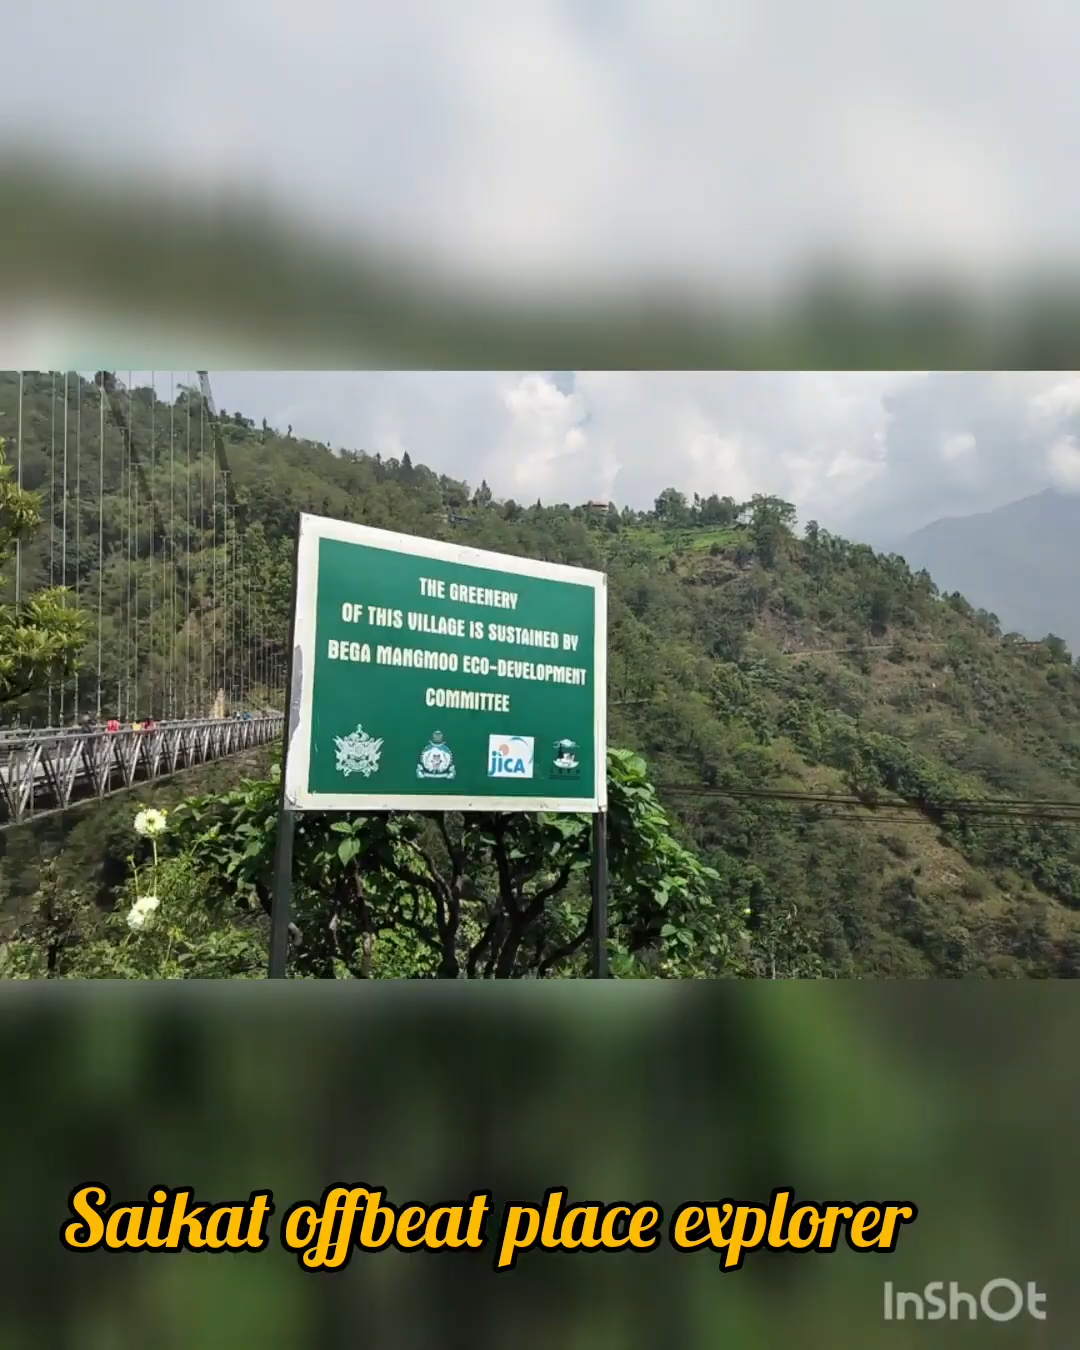 THE GREENERY
OF THIS VILLAGE IS SUSTAINED BY
BEGA MANGMOO ECO-DEVELOPMENT
COMMITTEE
jICA
Saikat offbeat place explorer
InShOt